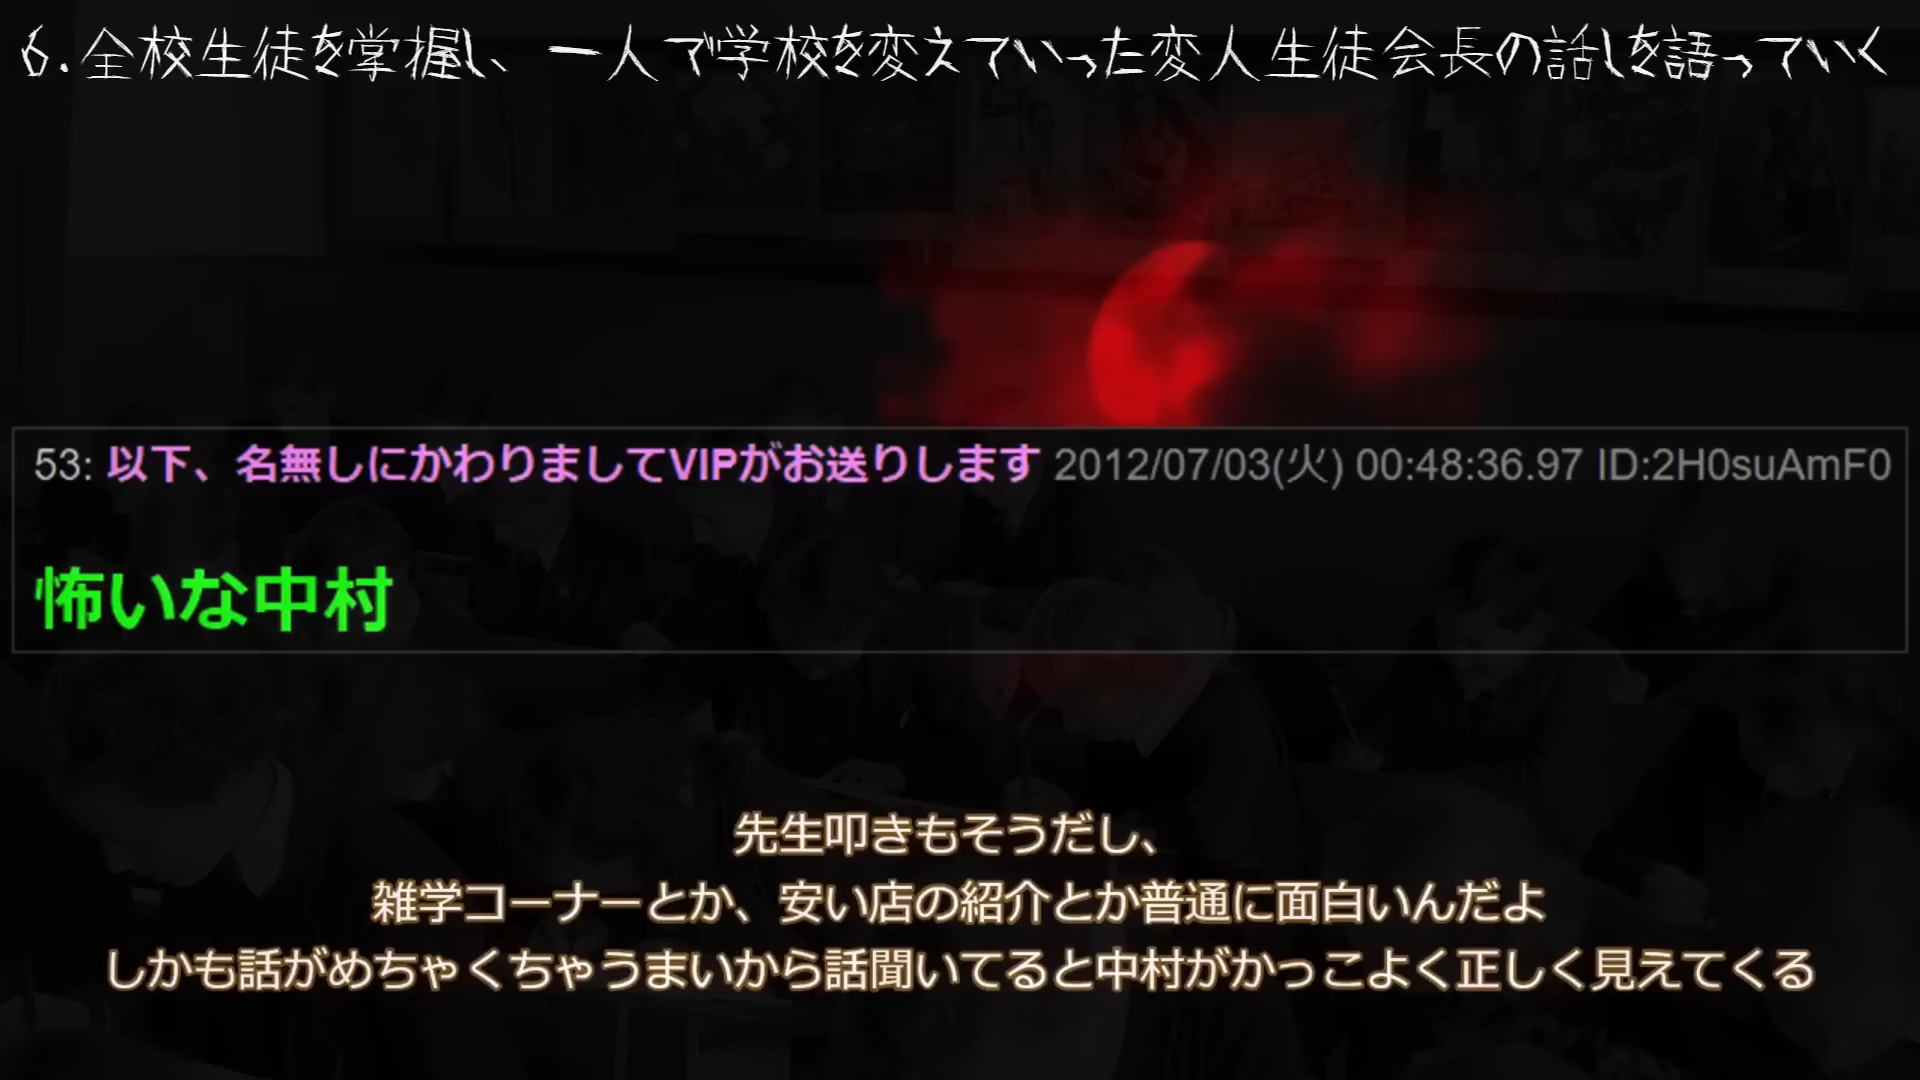 6.全校生徒を掌握し、一人で学校を変えていった変人生徒会長の話しを語っていく
53: 以下、名無しにかわりましてVIPがお送りします 2012/07/03(火) 00:48:36.97 ID:2H0suAmF0
怖いな中村
先生叩きもそうだし、
雑学コーナーとか、安い店の紹介とか普通に面白いんだよ
しかも話がめちゃくちゃうまいから話聞いてると中村がかっこよく正しく見えてくる